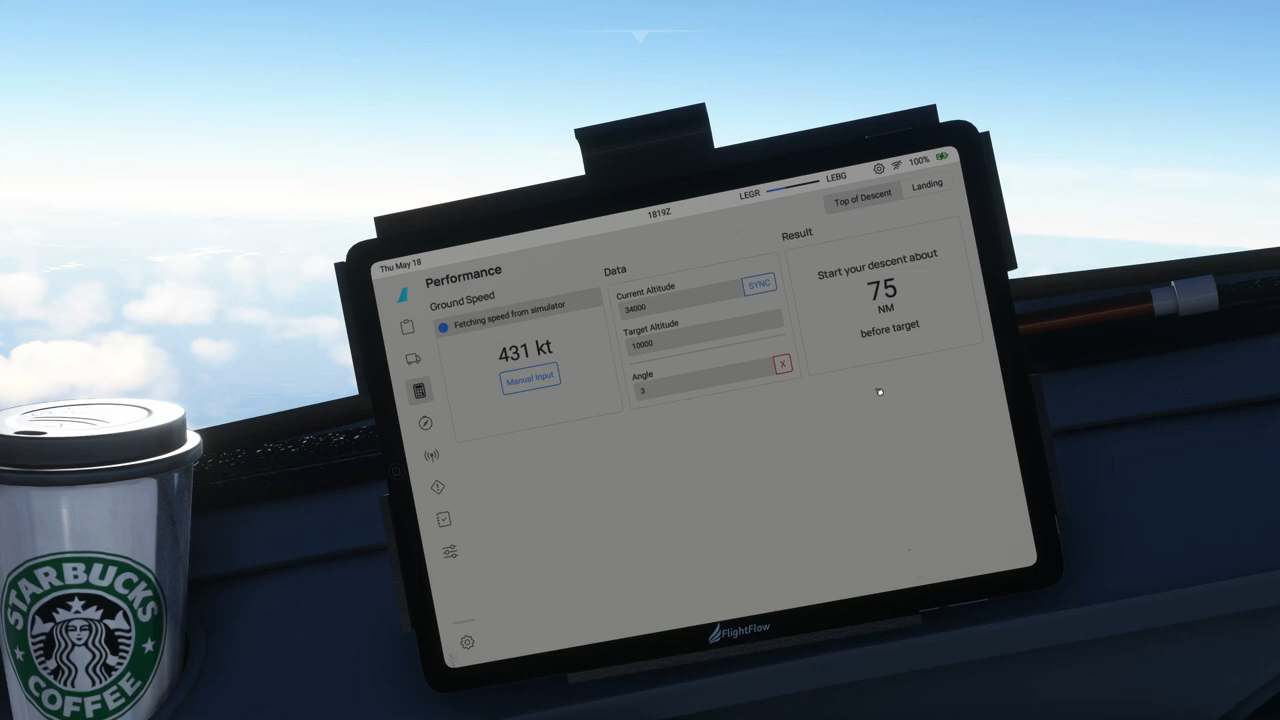 Thu May 18
1819Z
LEGR
LEBG
100%
Performance
Top of Descent
Landing
Ground Speed
Fetching speed from simulator
431 kt
Manual Input
Data
Current Altitude
34000
SYNC
Target Altitude
10000
Angle
3
X
Result
Start your descent about
75
NM
before target
FlightFlow
STARBUCKS
COFFEE